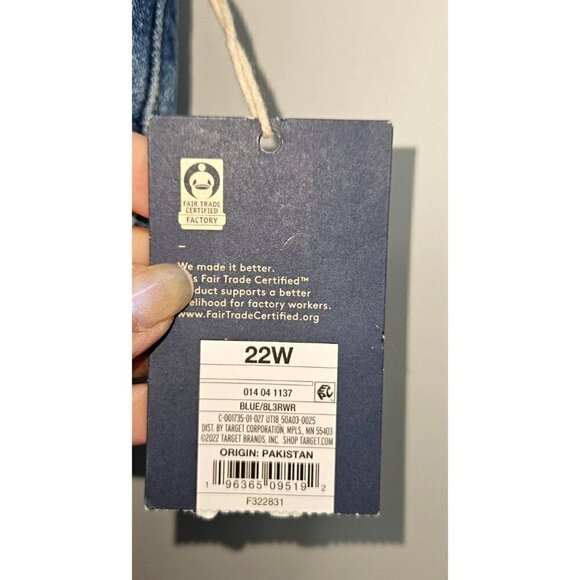 FAIR TRADE
CERTIFIED
FACTORY
We made it better.
s Fair Trade Certified™
oduct supports a better
elihood for factory workers.
www.FairTradeCertified.org
22W
014 04 1137
BLUE/8L3RWR
C-001735-01-027 UT18 50A03-0025
DIST. BY TARGET CORPORATION, MPLS., MN 55403
©2022 TARGET BRANDS, INC. SHOP TARGET.COM
ORIGIN: PAKISTAN
1 96365 09519 2
F322831